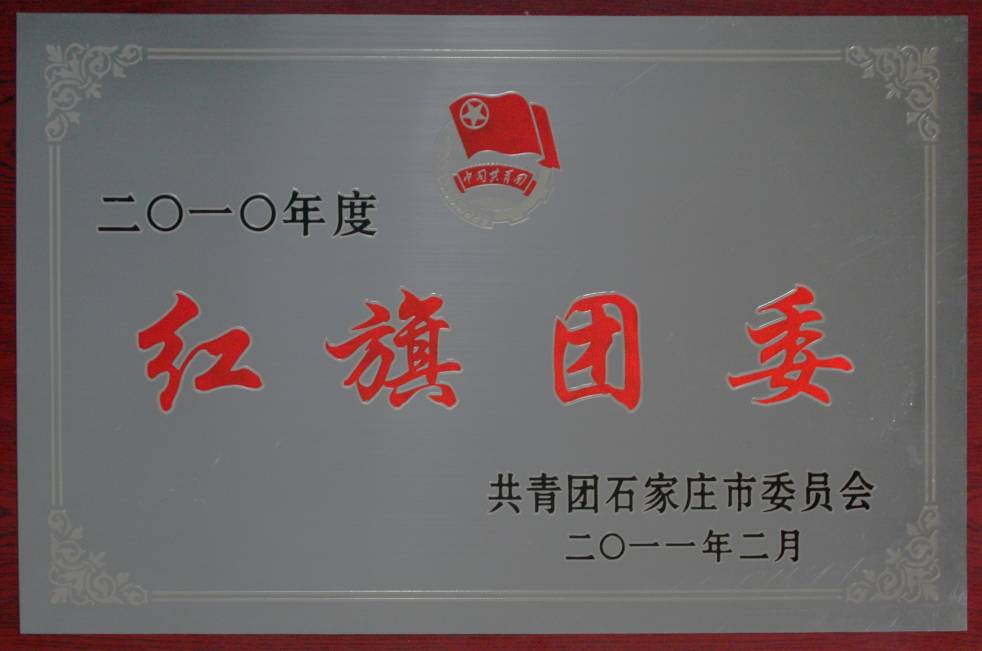 中国共青团
二〇一〇年度
红旗团委
共青团石家庄市委员会
二〇一一年二月